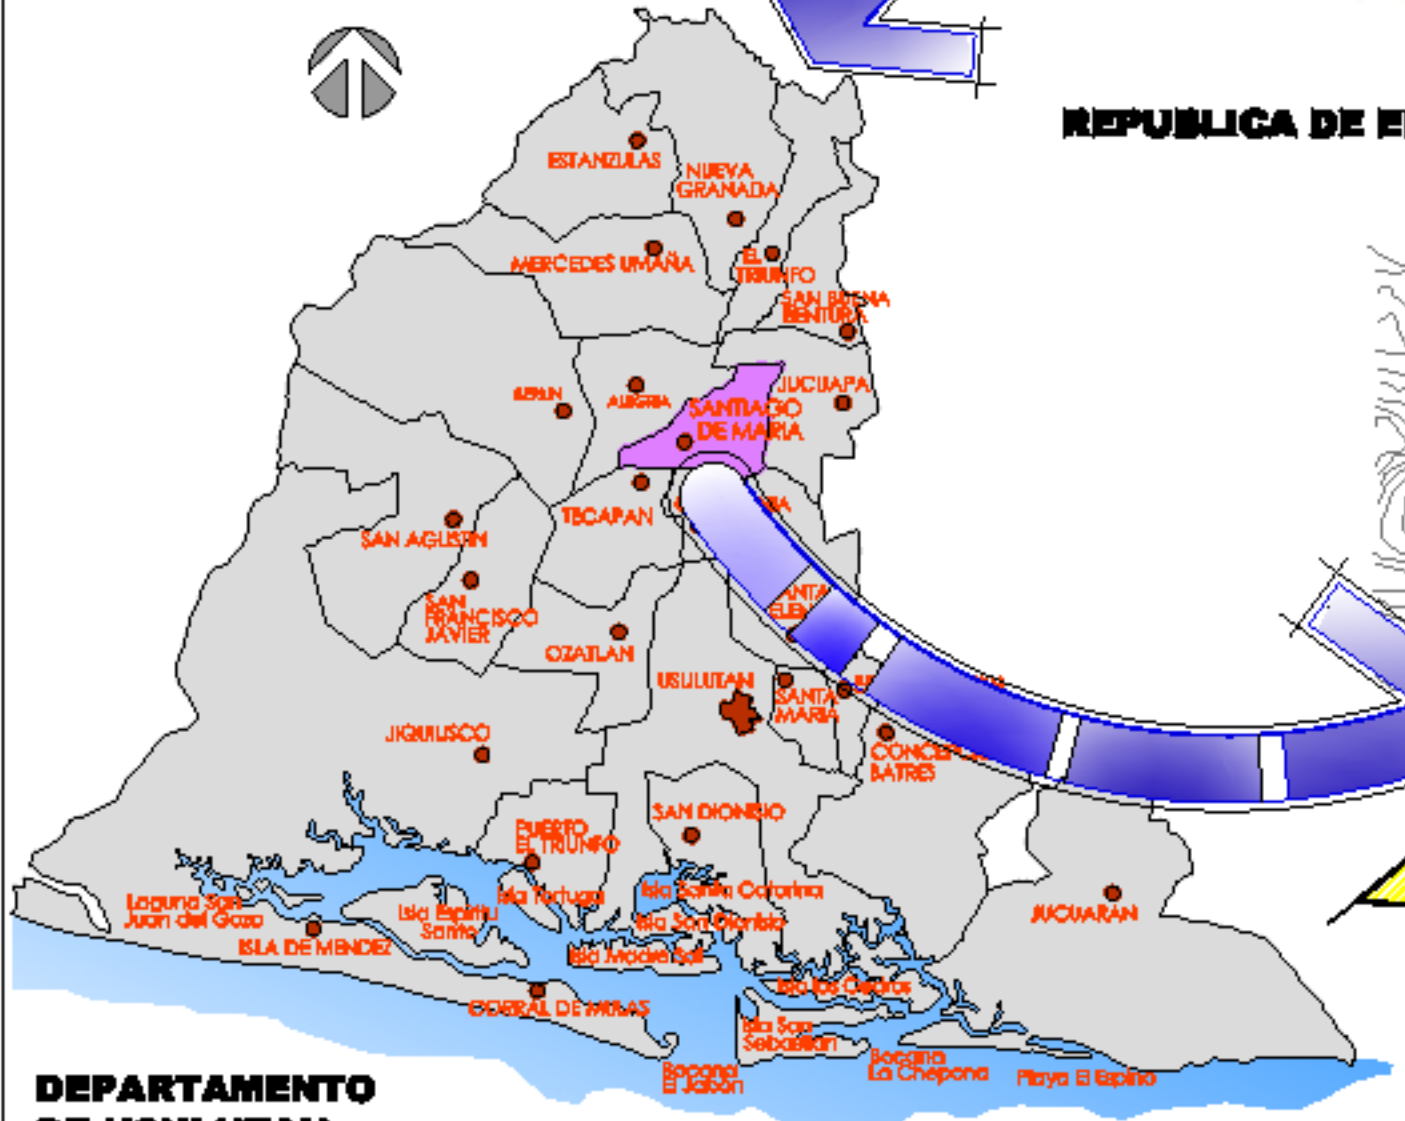 REPUBLICA DE E
ESTANZULAS
NUEVA
GRANADA
MERCEDES UMAÑA
EL
TRIUNFO
SAN BUENA
BENTURA
ALEGRIA
JUCUAPA
SANTIAGO
DE MARIA
TECAPAN
SAN AGUSTIN
SAN
FRANCISCO
JAVIER
OZATLAN
USULUTAN
SANTA
MARIA
JIQUILISCO
BATRES
SAN DIONISIO
PUERTO
EL TRIUNFO
Isla Tortuga
Isla Santa Catarina
Isla San Dionisio
Laguna San
Juan del Gozo
Isla Espiritu
Santo
ISLA DE MENDEZ
Isla Madre Sal
JUCUARAN
Isla los Cedros
CORRAL DE MULAS
Isla San
Sebastian
Bocana
El Jabon
Bocana
La Chepona
Playa El Espino
DEPARTAMENTO